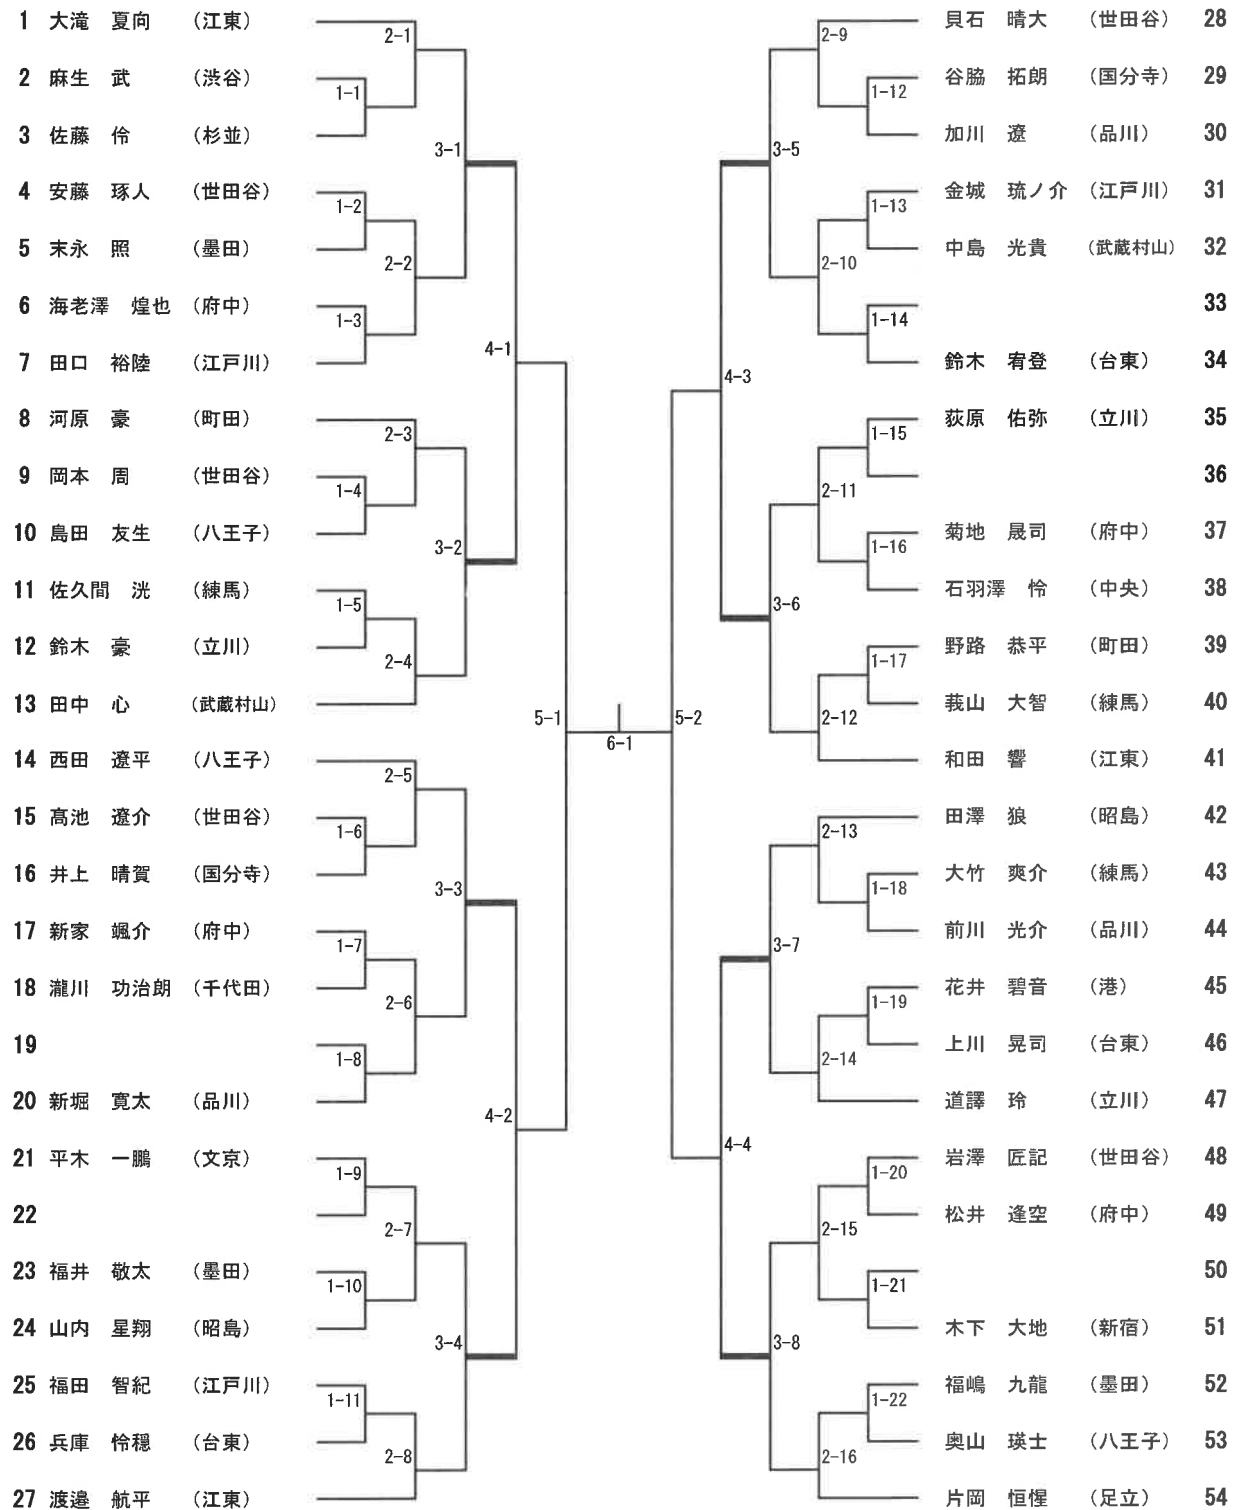 1 大滝 夏向 (江東)
2 麻生 武 (渋谷)
3 佐藤 伶 (杉並)
4 安藤 琢人 (世田谷)
5 末永 照 (墨田)
6 海老澤 煌也 (府中)
7 田口 裕陸 (江戸川)
8 河原 豪 (町田)
9 岡本 周 (世田谷)
10 島田 友生 (八王子)
11 佐久間 洸 (練馬)
12 鈴木 豪 (立川)
13 田中 心 (武蔵村山)
14 西田 遼平 (八王子)
15 髙池 遼介 (世田谷)
16 井上 晴賀 (国分寺)
17 新家 颯介 (府中)
18 瀧川 功治朗 (千代田)
19
20 新堀 寛太 (品川)
21 平木 一鵬 (文京)
22
23 福井 敬太 (墨田)
24 山内 星翔 (昭島)
25 福田 智紀 (江戸川)
26 兵庫 怜穏 (台東)
27 渡邉 航平 (江東)
1-1
1-2
1-3
1-4
1-5
1-6
1-7
1-8
1-9
1-10
1-11
2-1
2-2
2-3
2-4
2-5
2-6
2-7
2-8
3-1
3-2
3-3
3-4
4-1
4-2
5-1
6-1
5-2
4-3
4-4
3-5
3-6
3-7
3-8
2-9
2-10
2-11
2-12
2-13
2-14
2-15
2-16
1-12
1-13
1-14
1-15
1-16
1-17
1-18
1-19
1-20
1-21
1-22
貝石 晴大 (世田谷) 28
谷脇 拓朗 (国分寺) 29
加川 遼 (品川) 30
金城 琉ノ介 (江戸川) 31
中島 光貴 (武蔵村山) 32
33
鈴木 宥登 (台東) 34
荻原 佑弥 (立川) 35
36
菊地 晟司 (府中) 37
石羽澤 怜 (中央) 38
野路 恭平 (町田) 39
莪山 大智 (練馬) 40
和田 響 (江東) 41
田澤 狼 (昭島) 42
大竹 爽介 (練馬) 43
前川 光介 (品川) 44
花井 碧音 (港) 45
上川 晃司 (台東) 46
道譯 玲 (立川) 47
岩澤 匠記 (世田谷) 48
松井 逢空 (府中) 49
50
木下 大地 (新宿) 51
福嶋 九龍 (墨田) 52
奥山 瑛士 (八王子) 53
片岡 恒惺 (足立) 54